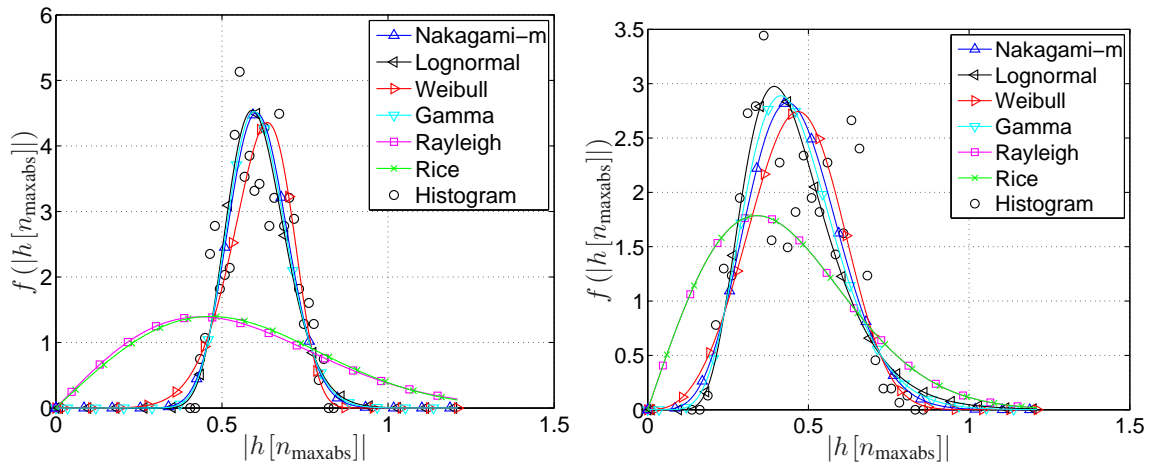 6
5
4
3
2
1
0
0
0.5
1
1.5
f (|h [n_maxabs]|)
|h [n_maxabs]|
Nakagami−m
Lognormal
Weibull
Gamma
Rayleigh
Rice
Histogram
3.5
3
2.5
2
1.5
1
0.5
0
0
0.5
1
1.5
f (|h [n_maxabs]|)
|h [n_maxabs]|
Nakagami−m
Lognormal
Weibull
Gamma
Rayleigh
Rice
Histogram